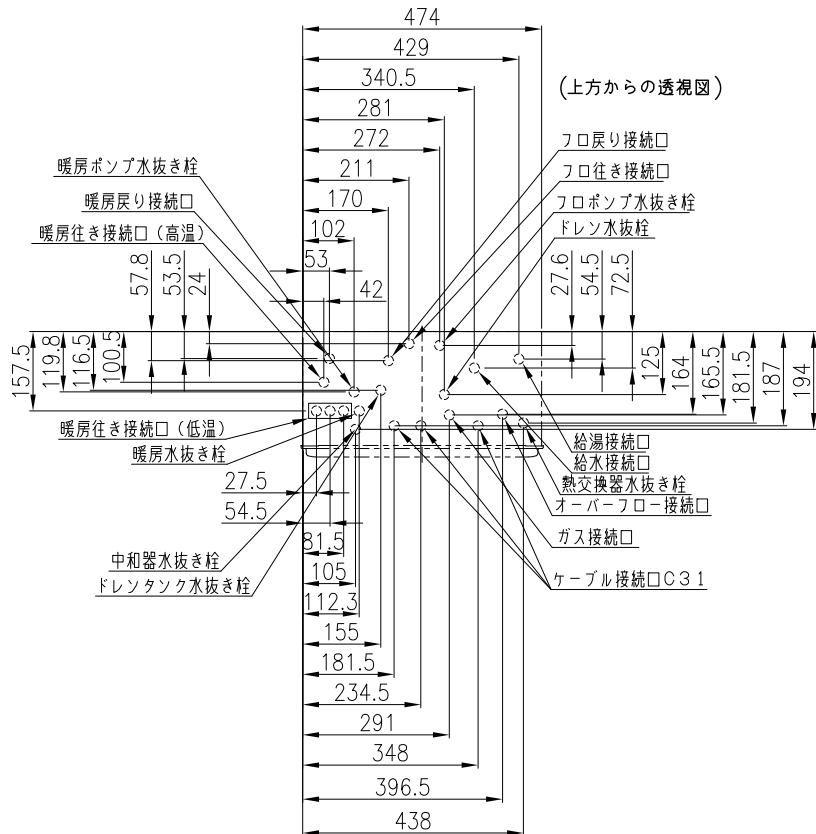 474
429
340.5
(上方からの透視図)
281
272
フロ戻り接続口
211
フロ往き接続口
暖房ポンプ水抜き栓
170
フロポンプ水抜き栓
暖房戻り接続口
102
ドレン水抜栓
暖房往き接続口(高温)
53
42
57.8
53.5
24
27.6
54.5
72.5
157.5
119.8
116.5
100.5
125
164
165.5
181.5
187
194
暖房往き接続口(低温)
暖房水抜き栓
給湯接続口
給水接続口
熱交換器水抜き栓
オーバーフロー接続口
ガス接続口
ケーブル接続口C31
27.5
54.5
81.5
中和器水抜き栓
105
ドレンタンク水抜き栓
112.3
155
181.5
234.5
291
348
396.5
438